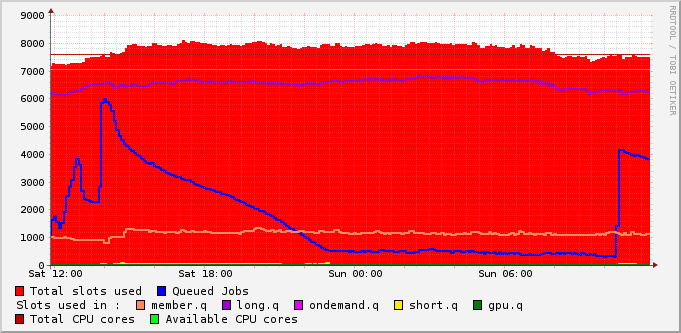 RRDTOOL / TOBI OETIKER
9000
8000
7000
6000
5000
4000
3000
2000
1000
0
Sat 12:00 Sat 18:00 Sun 00:00 Sun 06:00
Total slots used Queued Jobs
Slots used in : member.q long.q ondemand.q short.q gpu.q
Total CPU cores Available CPU cores